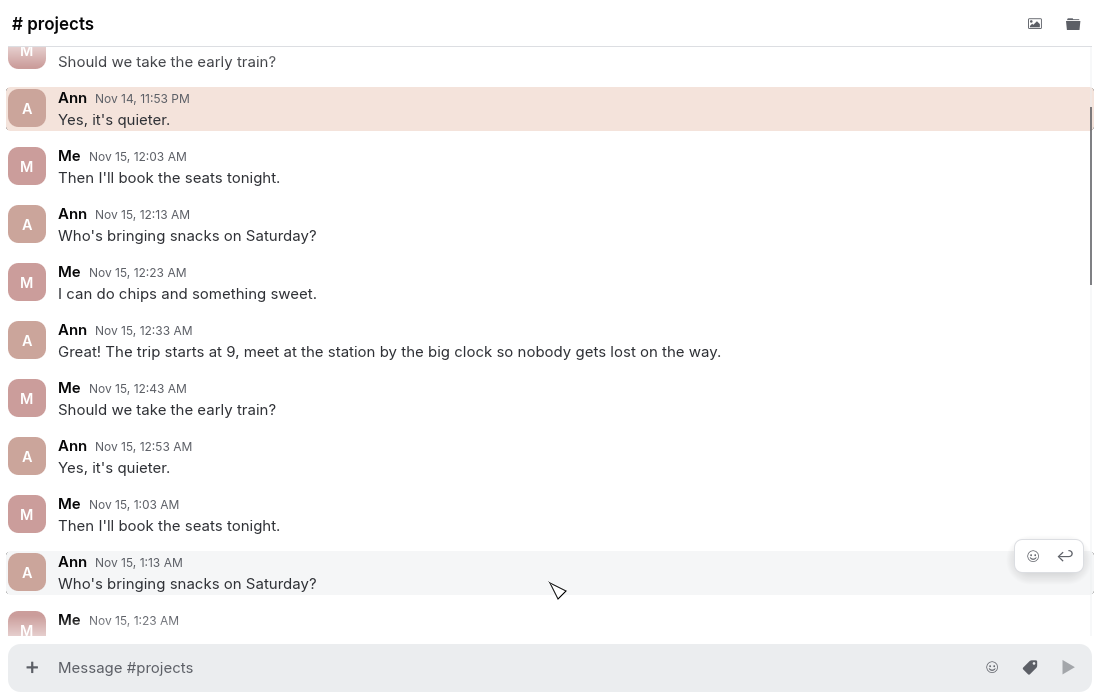 # projects
M
Should we take the early train?
A
Ann Nov 14, 11:53 PM
Yes, it's quieter.
M
Me Nov 15, 12:03 AM
Then I'll book the seats tonight.
A
Ann Nov 15, 12:13 AM
Who's bringing snacks on Saturday?
M
Me Nov 15, 12:23 AM
I can do chips and something sweet.
A
Ann Nov 15, 12:33 AM
Great! The trip starts at 9, meet at the station by the big clock so nobody gets lost on the way.
M
Me Nov 15, 12:43 AM
Should we take the early train?
A
Ann Nov 15, 12:53 AM
Yes, it's quieter.
M
Me Nov 15, 1:03 AM
Then I'll book the seats tonight.
A
Ann Nov 15, 1:13 AM
Who's bringing snacks on Saturday?
M
Me Nov 15, 1:23 AM
Message #projects